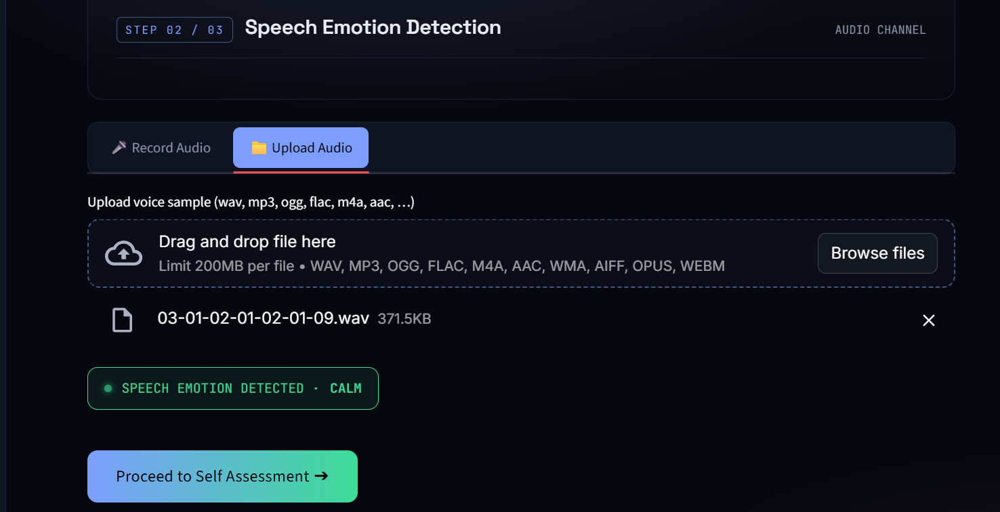 STEP 02 / 03 Speech Emotion Detection AUDIO CHANNEL
🎤 Record Audio 📁 Upload Audio
Upload voice sample (wav, mp3, ogg, flac, m4a, aac, …)
Drag and drop file here
Limit 200MB per file • WAV, MP3, OGG, FLAC, M4A, AAC, WMA, AIFF, OPUS, WEBM
Browse files
03-01-02-01-02-01-09.wav 371.5KB
SPEECH EMOTION DETECTED · CALM
Proceed to Self Assessment ➔